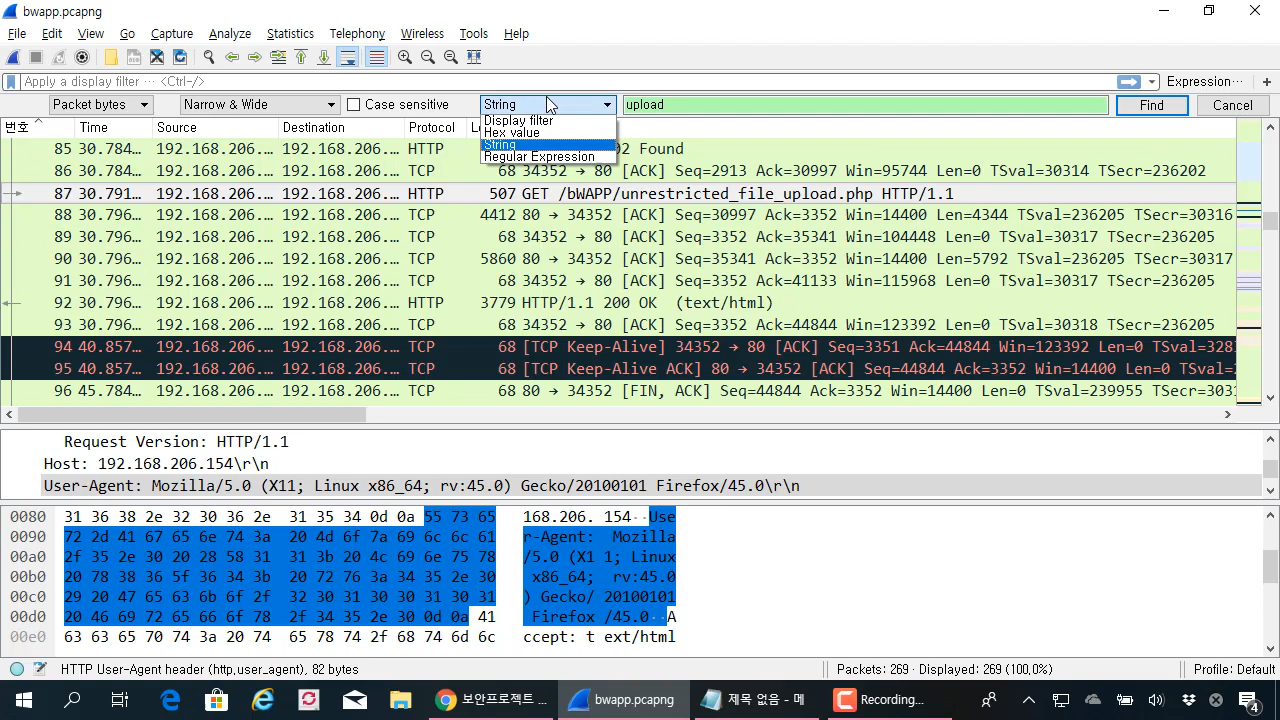 bwapp.pcapng
File Edit View Go Capture Analyze Statistics Telephony Wireless Tools Help
Apply a display filter ··· <Ctrl-/> Expression··· +
Packet bytes Narrow & Wide Case sensitive String upload Find Cancel
Display filter
Hex value
String
Regular Expression
번호 Time Source Destination Protocol
85 30.784... 192.168.206.... 192.168.206.... HTTP 02 Found
86 30.784... 192.168.206.... 192.168.206.... TCP 68 34352 → 80 [ACK] Seq=2913 Ack=30997 Win=95744 Len=0 TSval=30314 TSecr=236202
87 30.791... 192.168.206.... 192.168.206.... HTTP 507 GET /bWAPP/unrestricted_file_upload.php HTTP/1.1
88 30.795... 192.168.206.... 192.168.206.... TCP 4412 80 → 34352 [ACK] Seq=30997 Ack=3352 Win=14400 Len=4344 TSval=236205 TSecr=30316
89 30.796... 192.168.206.... 192.168.206.... TCP 68 34352 → 80 [ACK] Seq=3352 Ack=35341 Win=104448 Len=0 TSval=30317 TSecr=236205
90 30.796... 192.168.206.... 192.168.206.... TCP 5860 80 → 34352 [ACK] Seq=35341 Ack=3352 Win=14400 Len=5792 TSval=236205 TSecr=30317
91 30.796... 192.168.206.... 192.168.206.... TCP 68 34352 → 80 [ACK] Seq=3352 Ack=41133 Win=115968 Len=0 TSval=30317 TSecr=236205
92 30.796... 192.168.206.... 192.168.206.... HTTP 3779 HTTP/1.1 200 OK (text/html)
93 30.796... 192.168.206.... 192.168.206.... TCP 68 34352 → 80 [ACK] Seq=3352 Ack=44844 Win=123392 Len=0 TSval=30318 TSecr=236205
94 40.857... 192.168.206.... 192.168.206.... TCP 68 [TCP Keep-Alive] 34352 → 80 [ACK] Seq=3351 Ack=44844 Win=123392 Len=0 TSval=3283
95 40.857... 192.168.206.... 192.168.206.... TCP 68 [TCP Keep-Alive ACK] 80 → 34352 [ACK] Seq=44844 Ack=3352 Win=14400 Len=0 TSval=2
96 45.784... 192.168.206.... 192.168.206.... TCP 68 80 → 34352 [FIN, ACK] Seq=44844 Ack=3352 Win=14400 Len=0 TSval=239955 TSecr=3031
Request Version: HTTP/1.1
Host: 192.168.206.154\r\n
User-Agent: Mozilla/5.0 (X11; Linux x86_64; rv:45.0) Gecko/20100101 Firefox/45.0\r\n
0080 31 36 38 2e 32 30 36 2e 31 35 34 0d 0a 55 73 65 168.206. 154··Use
0090 72 2d 41 67 65 6e 74 3a 20 4d 6f 7a 69 6c 6c 61 r-Agent: Mozilla
00a0 2f 35 2e 30 20 28 58 31 31 3b 20 4c 69 6e 75 78 /5.0 (X1 1; Linux
00b0 20 78 38 36 5f 36 34 3b 20 72 76 3a 34 35 2e 30 x86_64; rv:45.0
00c0 29 20 47 65 63 6b 6f 2f 32 30 31 30 30 31 30 31 ) Gecko/ 20100101
00d0 20 46 69 72 65 66 6f 78 2f 34 35 2e 30 0d 0a 41 Firefox /45.0··A
00e0 63 63 65 70 74 3a 20 74 65 78 74 2f 68 74 6d 6c ccept: t ext/html
HTTP User-Agent header (http.user_agent), 82 bytes Packets: 269 · Displayed: 269 (100.0%) Profile: Default
보안프로젝트 ... bwapp.pcapng 제목 없음 - 메 Recording... 4